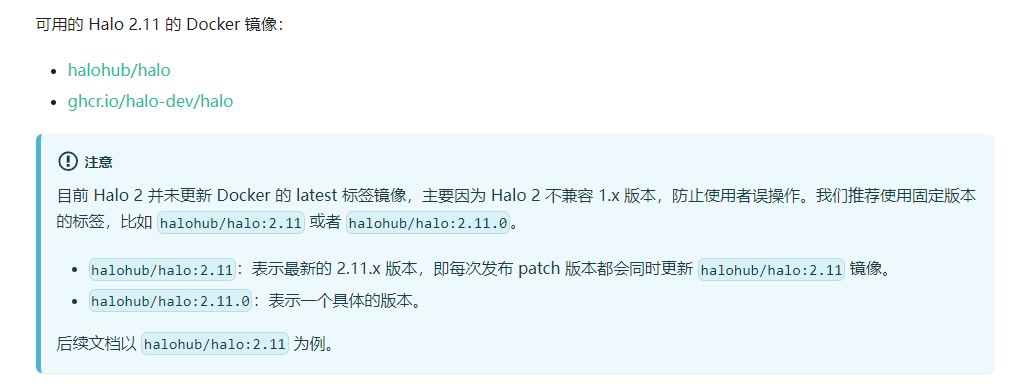 可用的 Halo 2.11 的 Docker 镜像：
halohub/halo
ghcr.io/halo-dev/halo
注意
目前 Halo 2 并未更新 Docker 的 latest 标签镜像，主要因为 Halo 2 不兼容 1.x 版本，防止使用者误操作。我们推荐使用固定版本
的标签，比如 halohub/halo:2.11 或者 halohub/halo:2.11.0。
halohub/halo:2.11：表示最新的 2.11.x 版本，即每次发布 patch 版本都会同时更新 halohub/halo:2.11 镜像。
halohub/halo:2.11.0：表示一个具体的版本。
后续文档以 halohub/halo:2.11 为例。